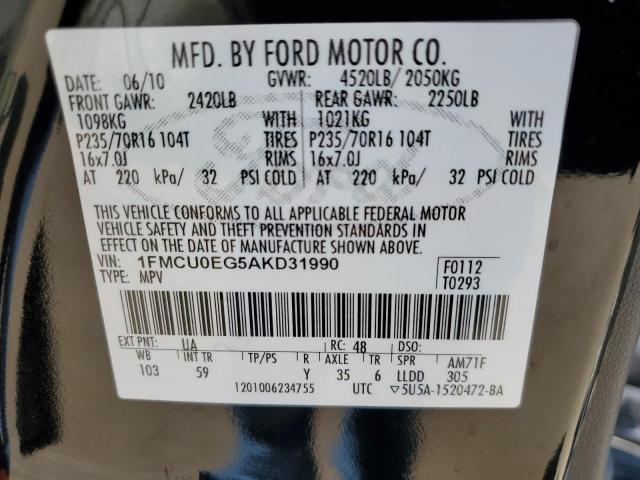 MFD. BY FORD MOTOR CO.
DATE: 06/10 GVWR: 4520LB/ 2050KG
FRONT GAWR: 2420LB REAR GAWR: 2250LB
1098KG WITH 1021KG WITH
P235/70R16 104T TIRES P235/70R16 104T TIRES
16x7.0J RIMS 16x7.0J RIMS
AT 220 kPa/ 32 PSI COLD AT 220 kPa/ 32 PSI COLD
THIS VEHICLE CONFORMS TO ALL APPLICABLE FEDERAL MOTOR
VEHICLE SAFETY AND THEFT PREVENTION STANDARDS IN
EFFECT ON THE DATE OF MANUFACTURE SHOWN ABOVE.
VIN: 1FMCU0EG5AKD31990 F0112
TYPE: MPV T0293
UA RC: 48 DSO:
WB INT TR TP/PS R AXLE TR SPR AM71F
103 59 Y 35 6 LLDD 305
1201006234755 UTC ▽5U5A-1520472-BA